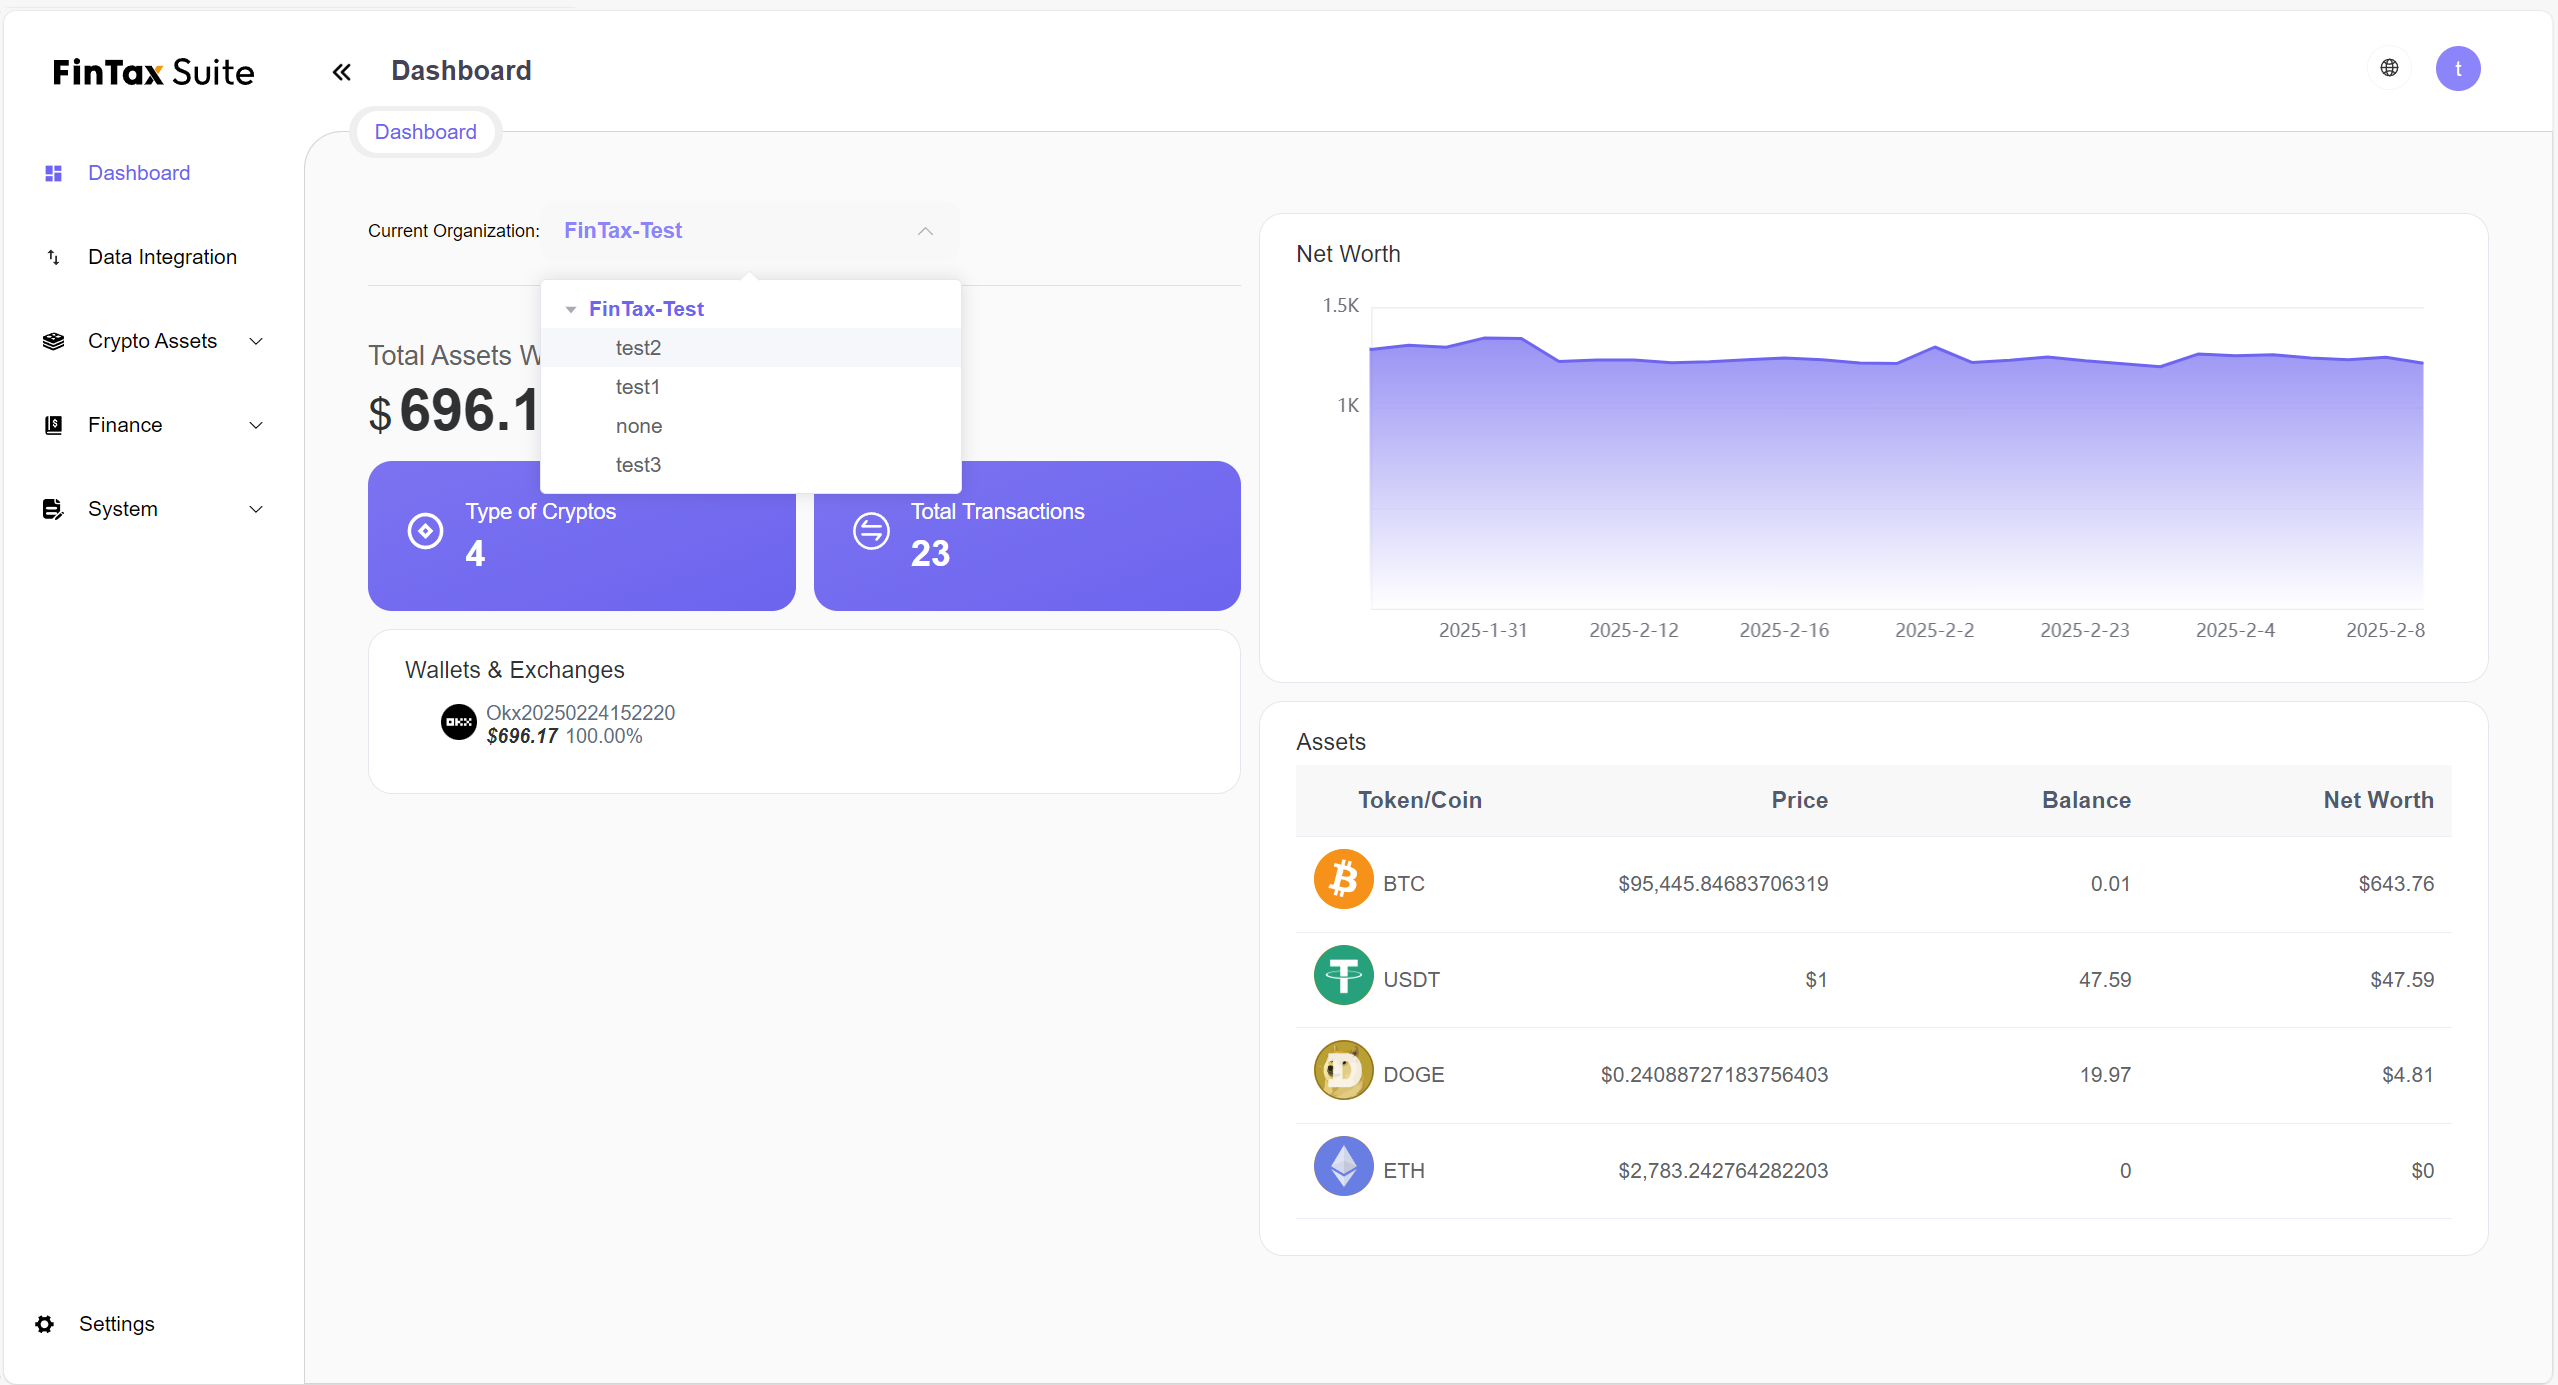 FinTax Suite
Dashboard
t
Dashboard
Dashboard
Data Integration
Crypto Assets
Finance
System
Settings
Current Organization: FinTax-Test
FinTax-Test
test2
test1
none
test3
Total Assets
$ 696.1
Type of Cryptos
4
Total Transactions
23
Wallets & Exchanges
OKX
Okx20250224152220
$696.17 100.00%
Net Worth
1.5K
1K
2025-1-31 2025-2-12 2025-2-16 2025-2-2 2025-2-23 2025-2-4 2025-2-8
Assets
Token/Coin Price Balance Net Worth
BTC $95,445.84683706319 0.01 $643.76
USDT $1 47.59 $47.59
DOGE $0.24088727183756403 19.97 $4.81
ETH $2,783.242764282203 0 $0